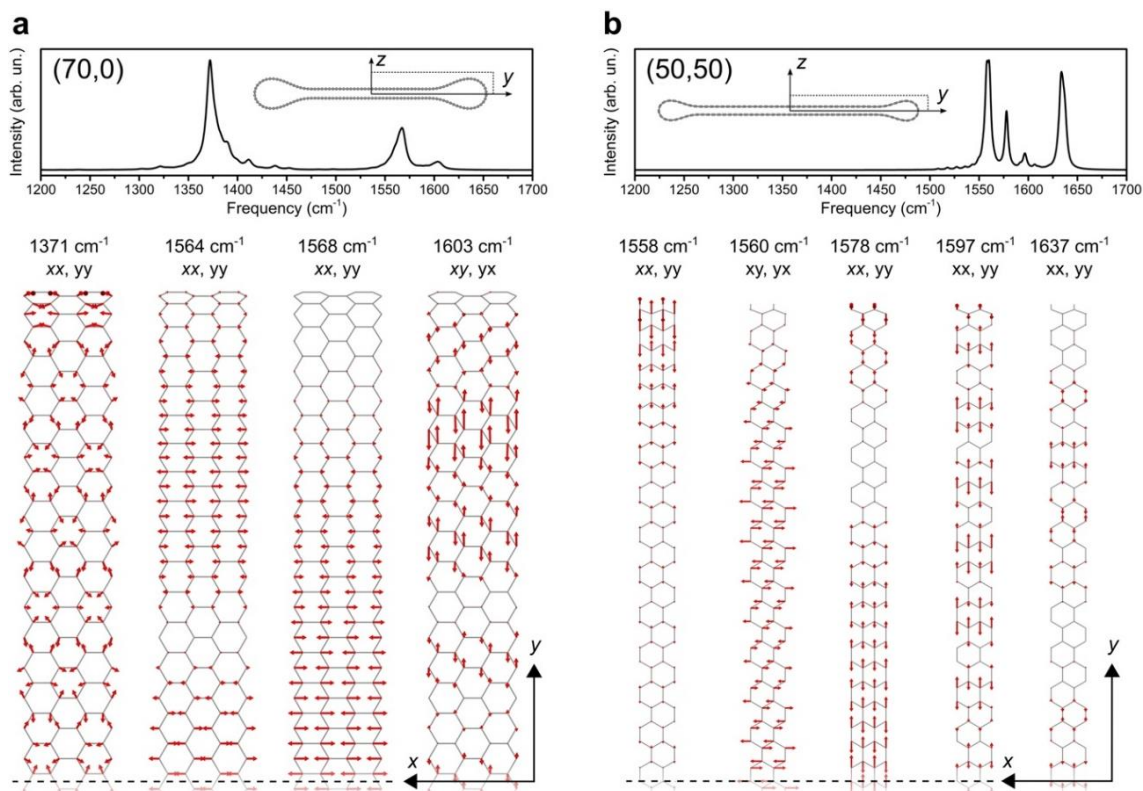 a
(70,0)
z
y
Intensity (arb. un.)
1200 1250 1300 1350 1400 1450 1500 1550 1600 1650 1700
Frequency (cm-1)
1371 cm-1 1564 cm-1 1568 cm-1 1603 cm-1
xx, yy xx, yy xx, yy xy, yx
y
x
b
(50,50)
z
y
Intensity (arb. un.)
1200 1250 1300 1350 1400 1450 1500 1550 1600 1650 1700
Frequency (cm-1)
1558 cm-1 1560 cm-1 1578 cm-1 1597 cm-1 1637 cm-1
xx, yy xy, yx xx, yy xx, yy xx, yy
y
x